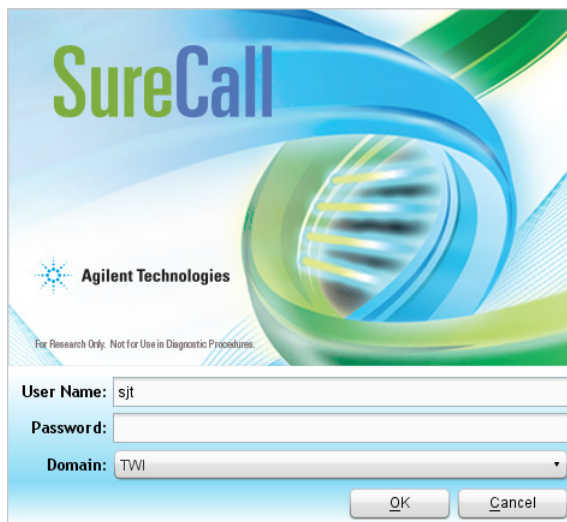 SureCall
Agilent Technologies
For Research Only. Not for Use in Diagnostic Procedures.
User Name: sjt
Password:
Domain: TWI
OK Cancel